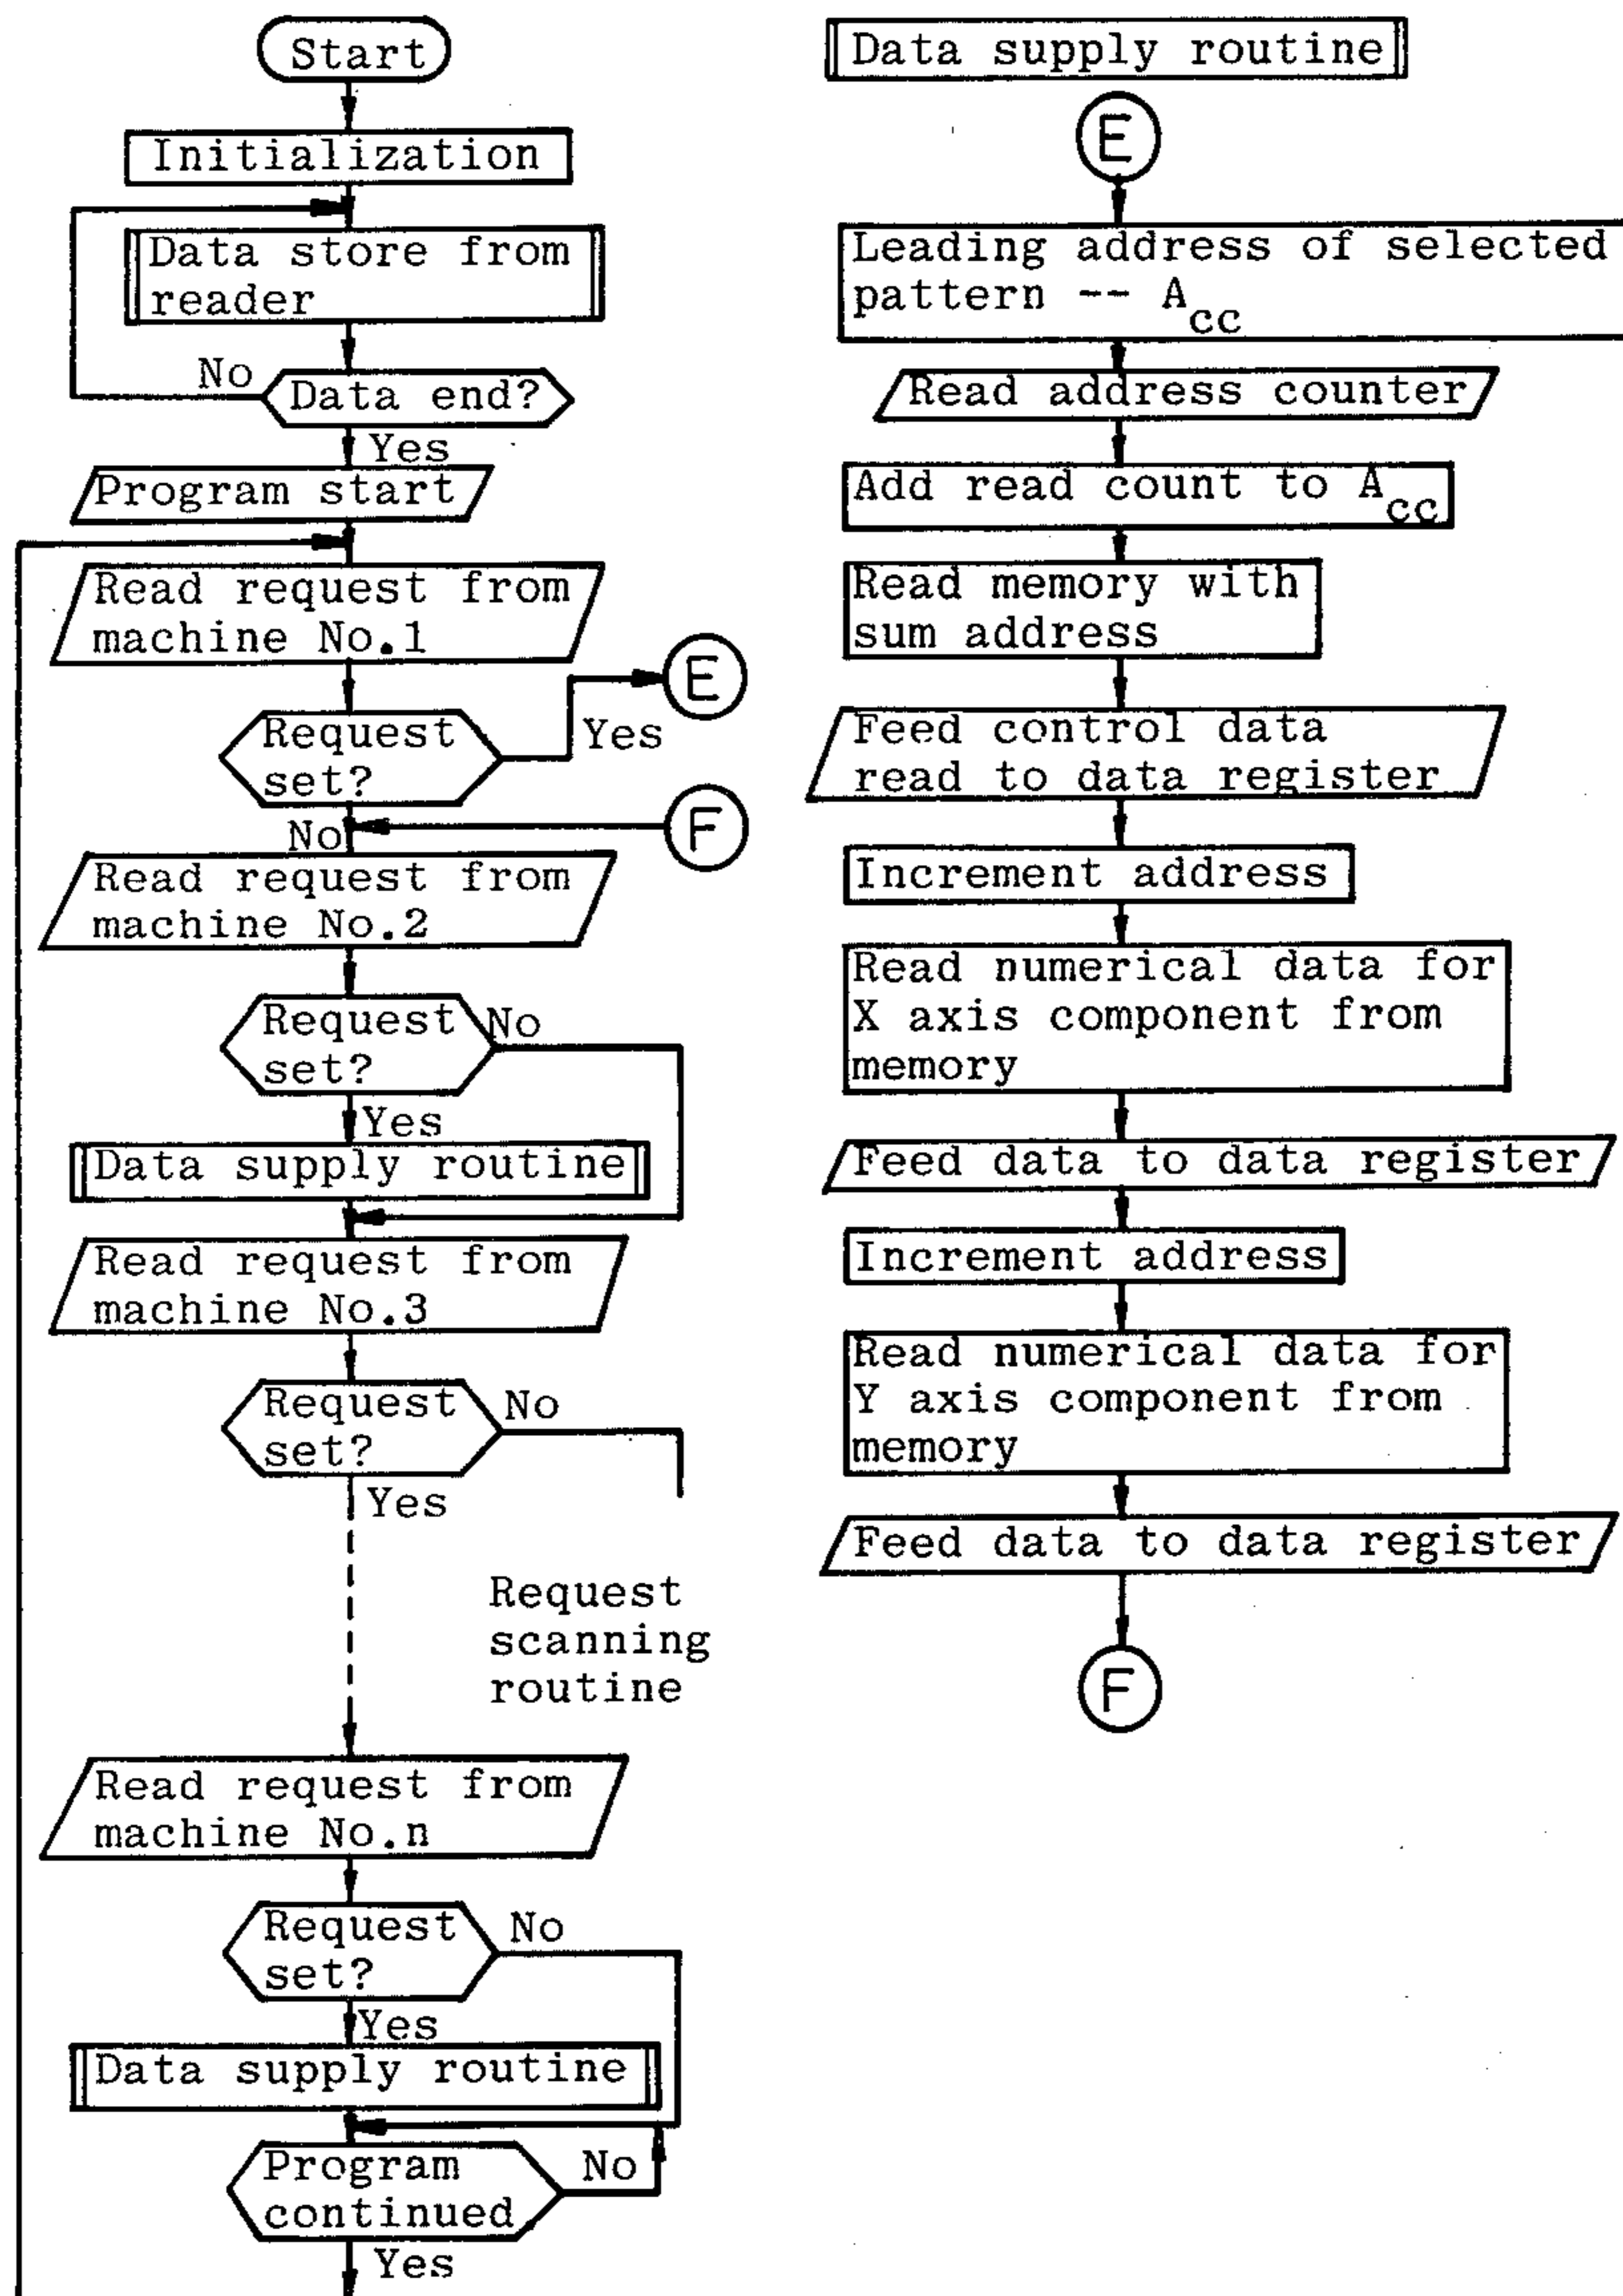 Start
Initialization
Data store from
reader
No
Data end?
Yes
Program start
Read request from
machine No.1
E
Request
set?
Yes
No
F
Read request from
machine No.2
Request
set?
No
Yes
Data supply routine
Read request from
machine No.3
Request
set?
No
Yes
Request
scanning
routine
Read request from
machine No.n
Request
set?
No
Yes
Data supply routine
Program
continued
No
Yes
Data supply routine
E
Leading address of selected
pattern -- Acc
Read address counter
Add read count to Acc
Read memory with
sum address
Feed control data
read to data register
Increment address
Read numerical data for
X axis component from
memory
Feed data to data register
Increment address
Read numerical data for
Y axis component from
memory
Feed data to data register
F